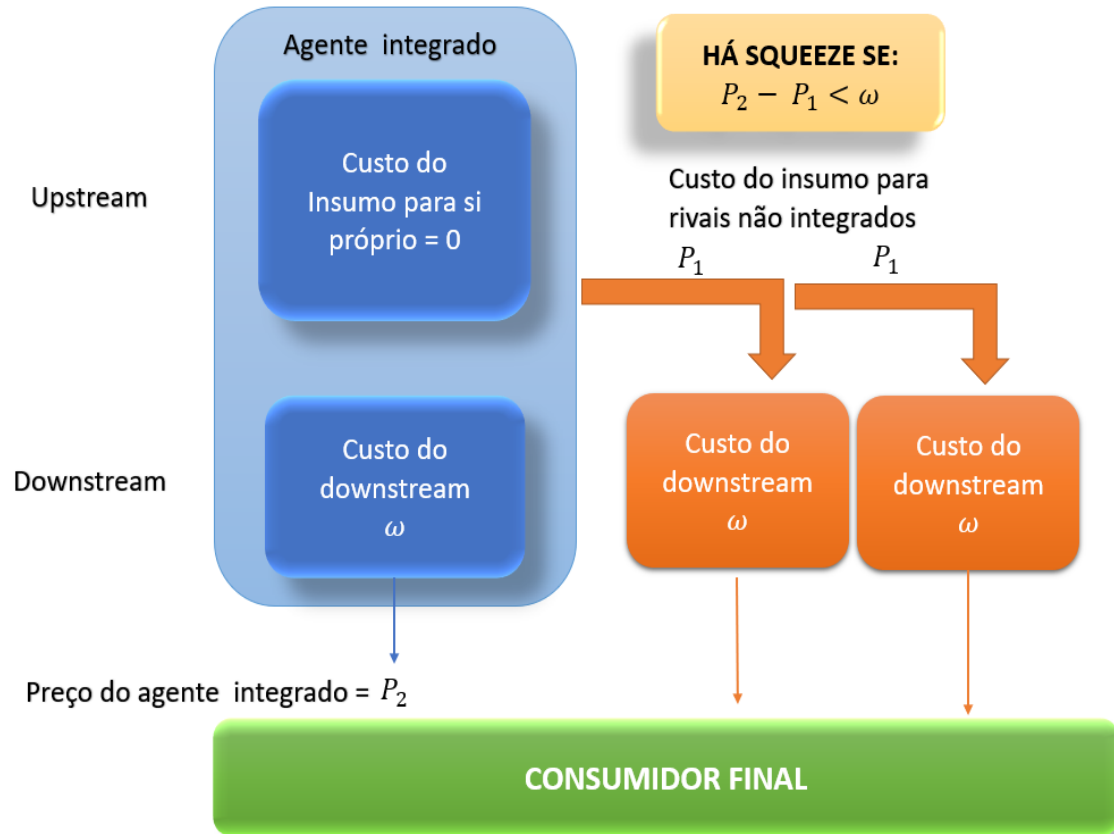 Agente integrado
HÁ SQUEEZE SE:
P₂ − P₁ < ω
Upstream
Custo do
Insumo para si
próprio = 0
Custo do insumo para
rivais não integrados
P₁
P₁
Downstream
Custo do
downstream
ω
Custo do
downstream
ω
Custo do
downstream
ω
Preço do agente integrado = P₂
CONSUMIDOR FINAL